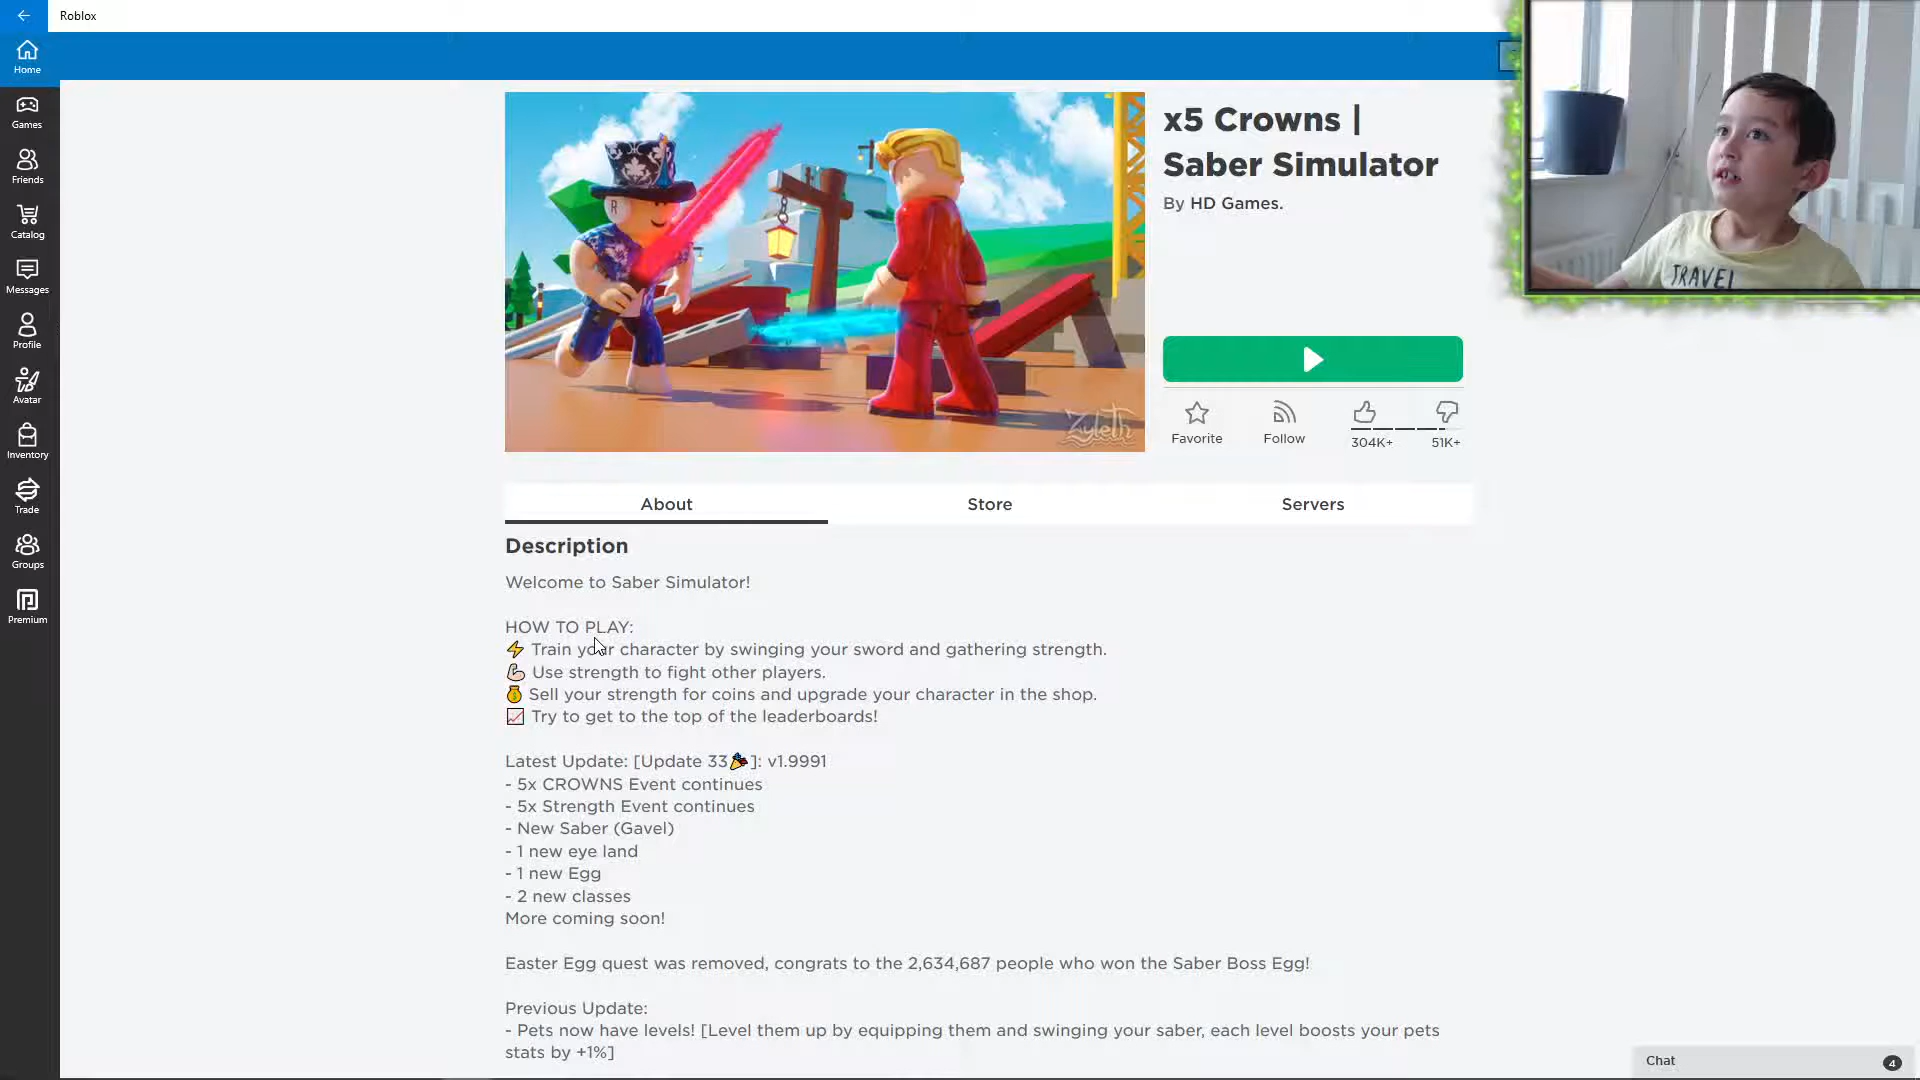 Roblox
Home
Games
Friends
Catalog
Messages
Profile
Avatar
Inventory
Trade
Groups
Premium
x5 Crowns |
Saber Simulator
By HD Games.
Favorite
Follow
304K+
51K+
Zyleth
TRAVEL
About
Store
Servers
Description
Welcome to Saber Simulator!
HOW TO PLAY:
⚡ Train your character by swinging your sword and gathering strength.
💪 Use strength to fight other players.
💰 Sell your strength for coins and upgrade your character in the shop.
📈 Try to get to the top of the leaderboards!
Latest Update: [Update 33🎉]: v1.9991
- 5x CROWNS Event continues
- 5x Strength Event continues
- New Saber (Gavel)
- 1 new eye land
- 1 new Egg
- 2 new classes
More coming soon!
Easter Egg quest was removed, congrats to the 2,634,687 people who won the Saber Boss Egg!
Previous Update:
- Pets now have levels! [Level them up by equipping them and swinging your saber, each level boosts your pets
stats by +1%]
Chat
4